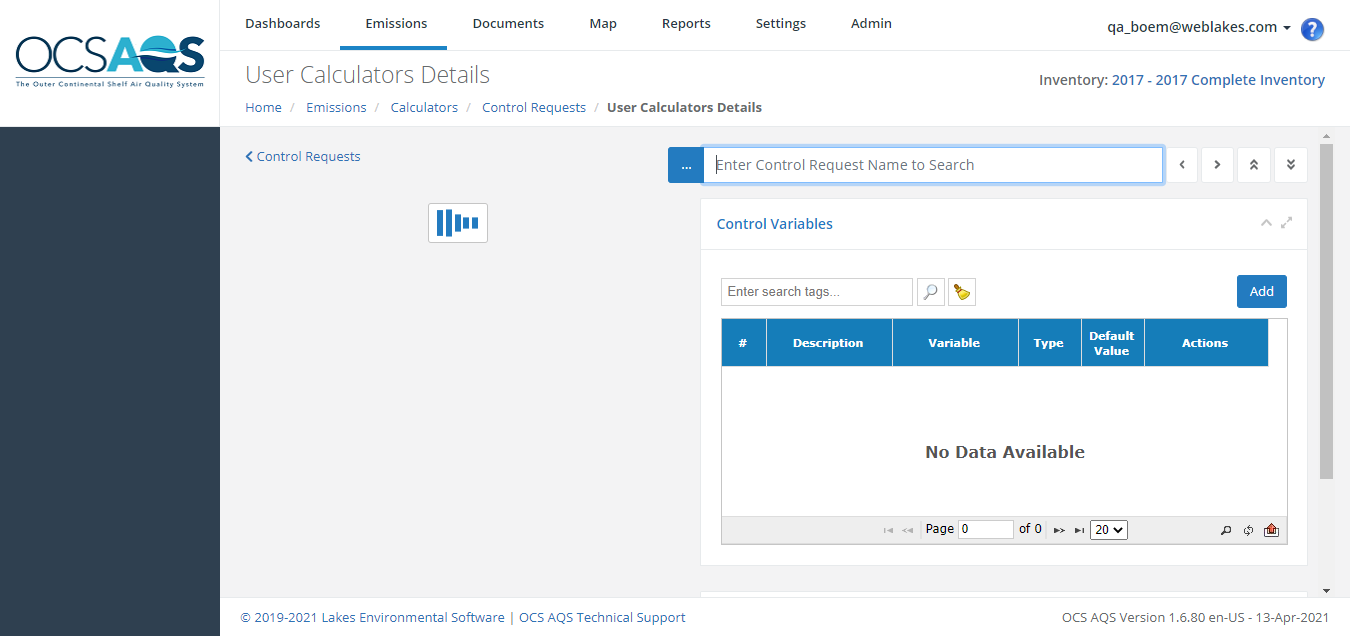 Dashboards Emissions Documents Map Reports Settings Admin qa_boem@weblakes.com ?
OCSAQS
The Outer Continental Shelf Air Quality System
User Calculators Details
Inventory: 2017 - 2017 Complete Inventory
Home / Emissions / Calculators / Control Requests / User Calculators Details
Control Requests
... Enter Control Request Name to Search
Control Variables
Enter search tags... Add
# Description Variable Type Default Value Actions
No Data Available
Page 0 of 0 20
© 2019-2021 Lakes Environmental Software | OCS AQS Technical Support
OCS AQS Version 1.6.80 en-US - 13-Apr-2021